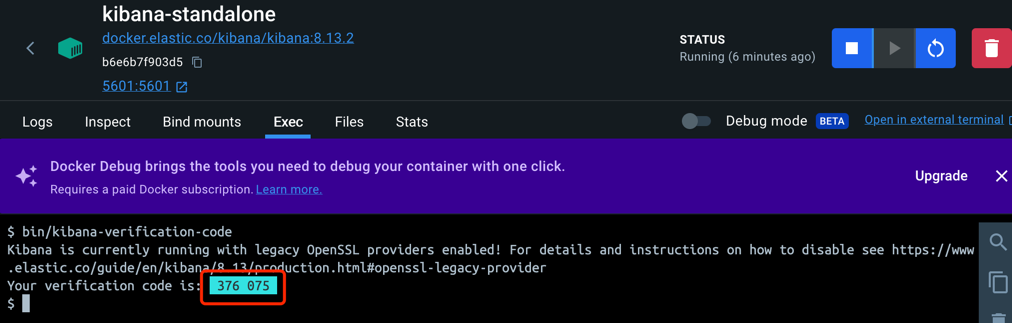 kibana-standalone
docker.elastic.co/kibana/kibana:8.13.2
b6e6b7f903d5
5601:5601
STATUS
Running (6 minutes ago)
Logs Inspect Bind mounts Exec Files Stats Debug mode BETA Open in external terminal
Docker Debug brings the tools you need to debug your container with one click.
Requires a paid Docker subscription. Learn more.
Upgrade
$ bin/kibana-verification-code
Kibana is currently running with legacy OpenSSL providers enabled! For details and instructions on how to disable see https://www
.elastic.co/guide/en/kibana/8.13/production.html#openssl-legacy-provider
Your verification code is: 376 075
$